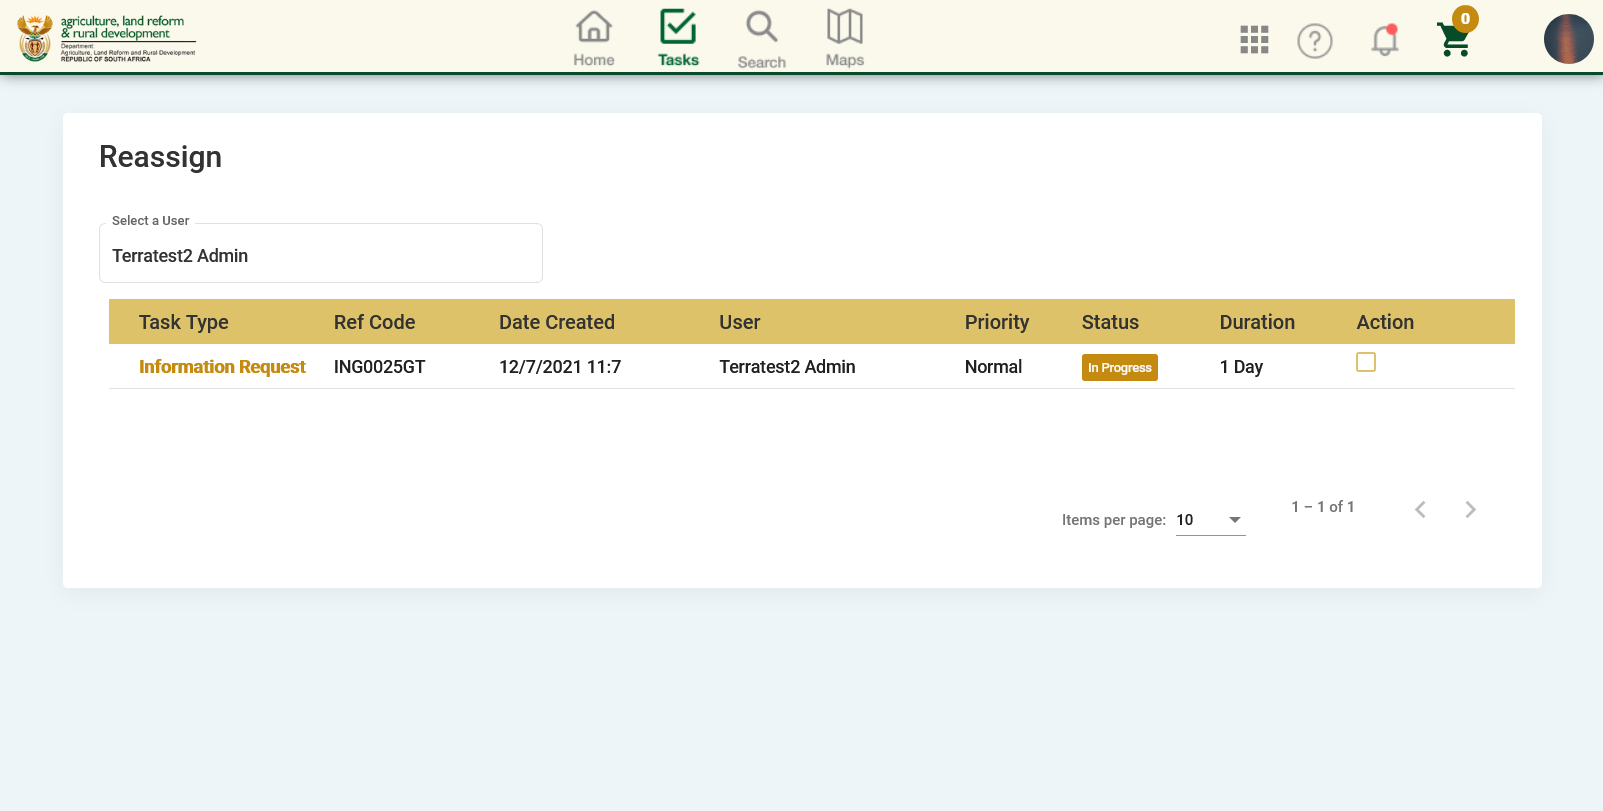 agriculture, land reform
& rural development
Department:
Agriculture, Land Reform and Rural Development
REPUBLIC OF SOUTH AFRICA
Home
Tasks
Search
Maps
?
0
Reassign
Select a User
Terratest2 Admin
Task Type Ref Code Date Created User Priority Status Duration Action
Information Request ING0025GT 12/7/2021 11:7 Terratest2 Admin Normal In Progress 1 Day
Items per page: 10 1 – 1 of 1